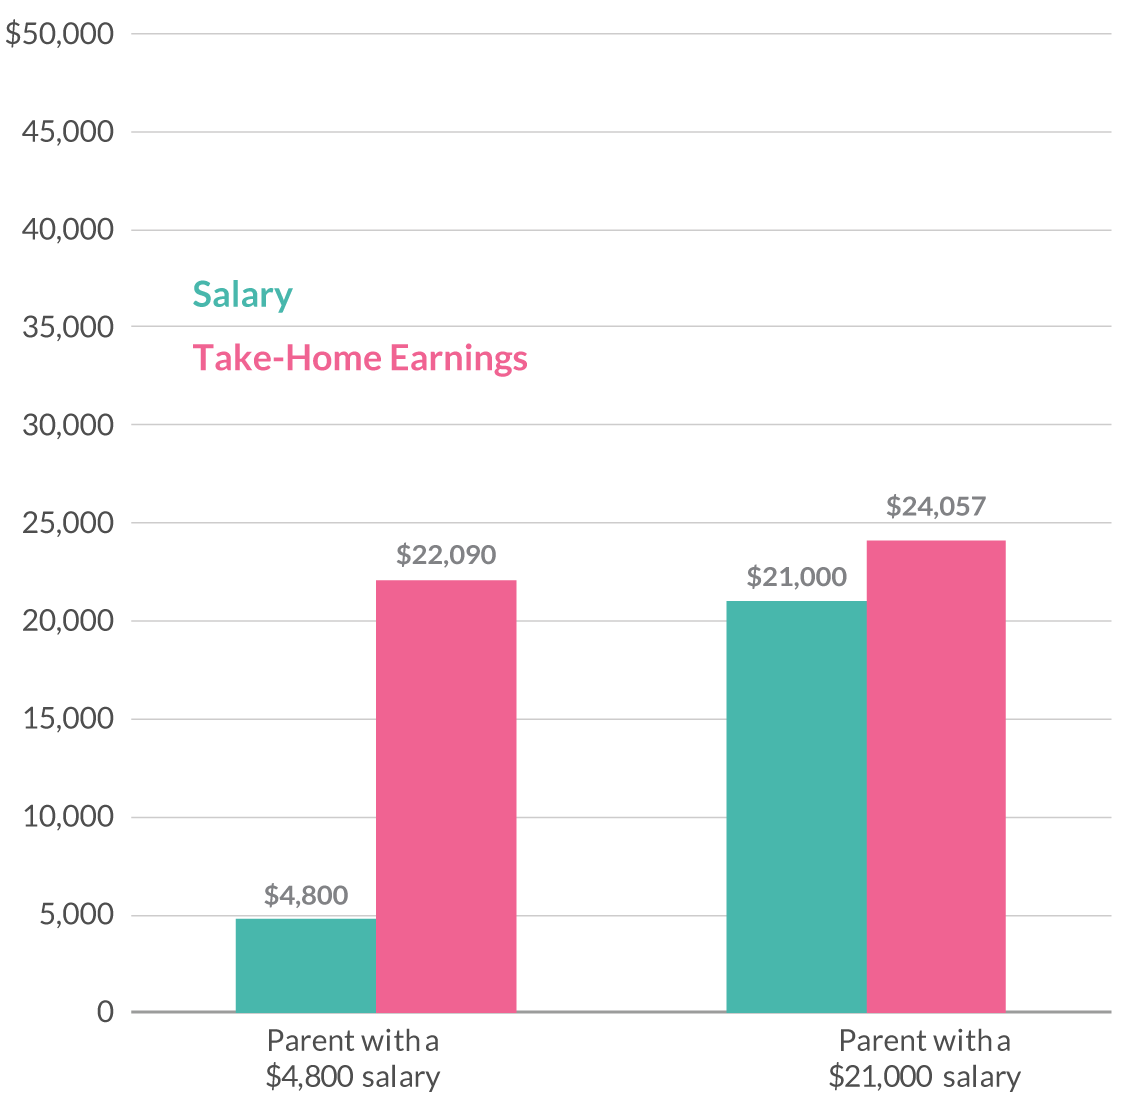 $50,000
45,000
40,000
Salary
35,000
Take-Home Earnings
30,000
25,000
$24,057
$22,090
$21,000
20,000
15,000
10,000
$4,800
5,000
0
Parent with a
$4,800 salary
Parent with a
$21,000 salary